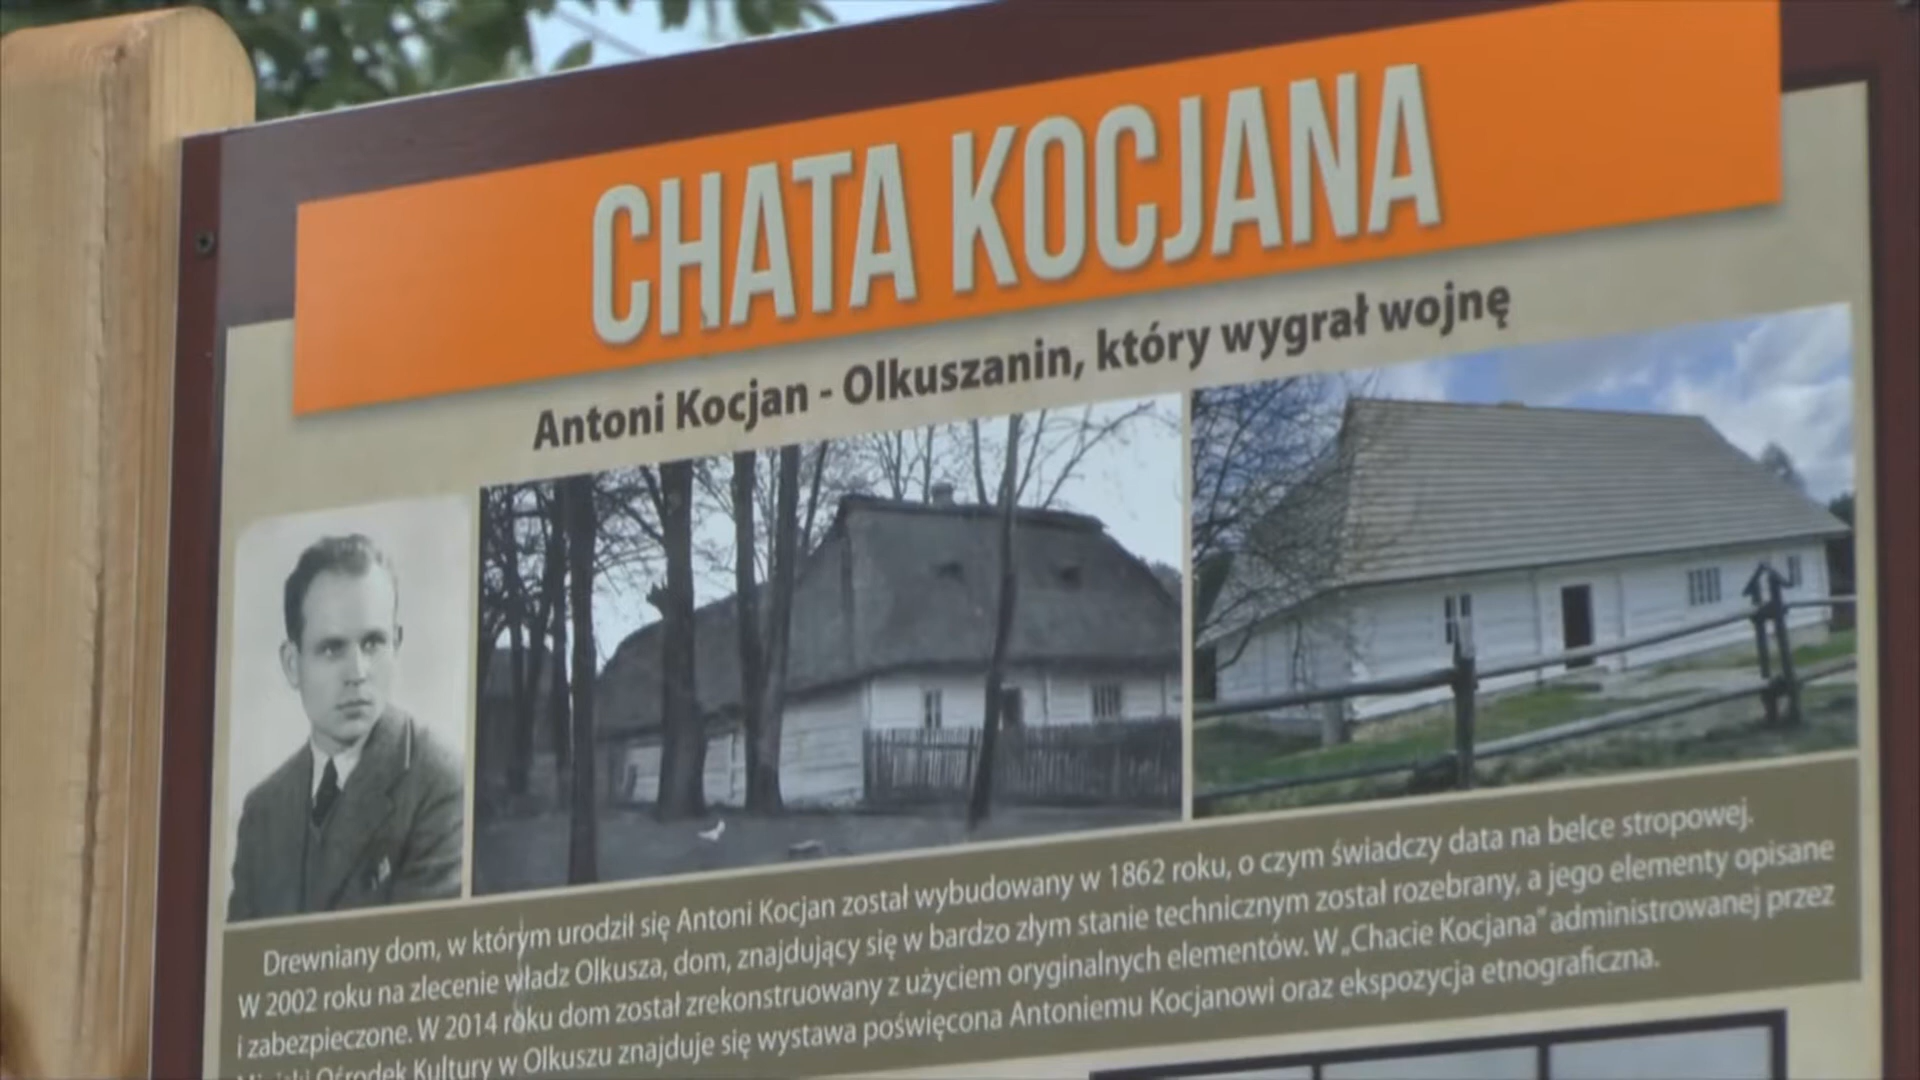 CHATA KOCJANA
Antoni Kocjan - Olkuszanin, który wygrał wojnę
Drewniany dom, w którym urodził się Antoni Kocjan został wybudowany w 1862 roku, o czym świadczy data na belce stropowej.
W 2002 roku na zlecenie władz Olkusza, dom, znajdujący się w bardzo złym stanie technicznym został rozebrany, a jego elementy opisane
i zabezpieczone. W 2014 roku dom został zrekonstruowany z użyciem oryginalnych elementów. W „Chacie Kocjana" administrowanej przez
Miejski Ośrodek Kultury w Olkuszu znajduje się wystawa poświęcona Antoniemu Kocjanowi oraz ekspozycja etnograficzna.